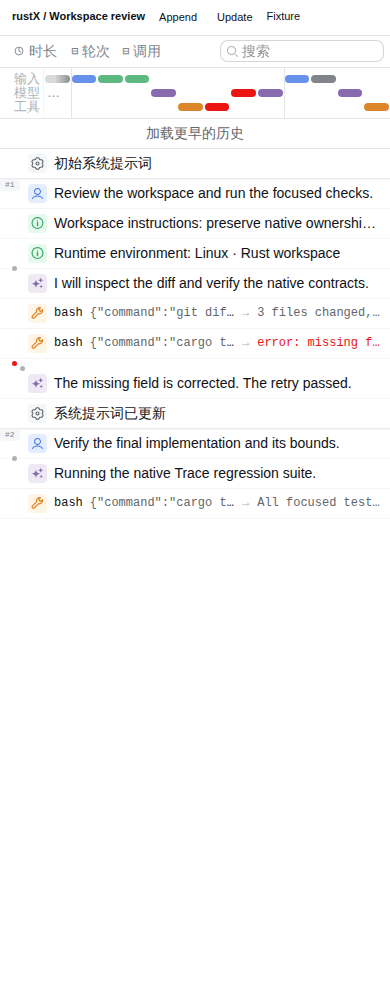 rustX / Workspace review Append Update Fixture
时长 轮次 调用 搜索
输入
模型 ...
工具
加载更早的历史
初始系统提示词
#1
Review the workspace and run the focused checks.
Workspace instructions: preserve native ownershi…
Runtime environment: Linux · Rust workspace
I will inspect the diff and verify the native contracts.
bash {"command":"git dif… → 3 files changed,…
bash {"command":"cargo t… → error: missing f…
The missing field is corrected. The retry passed.
系统提示词已更新
#2
Verify the final implementation and its bounds.
Running the native Trace regression suite.
bash {"command":"cargo t… → All focused test…